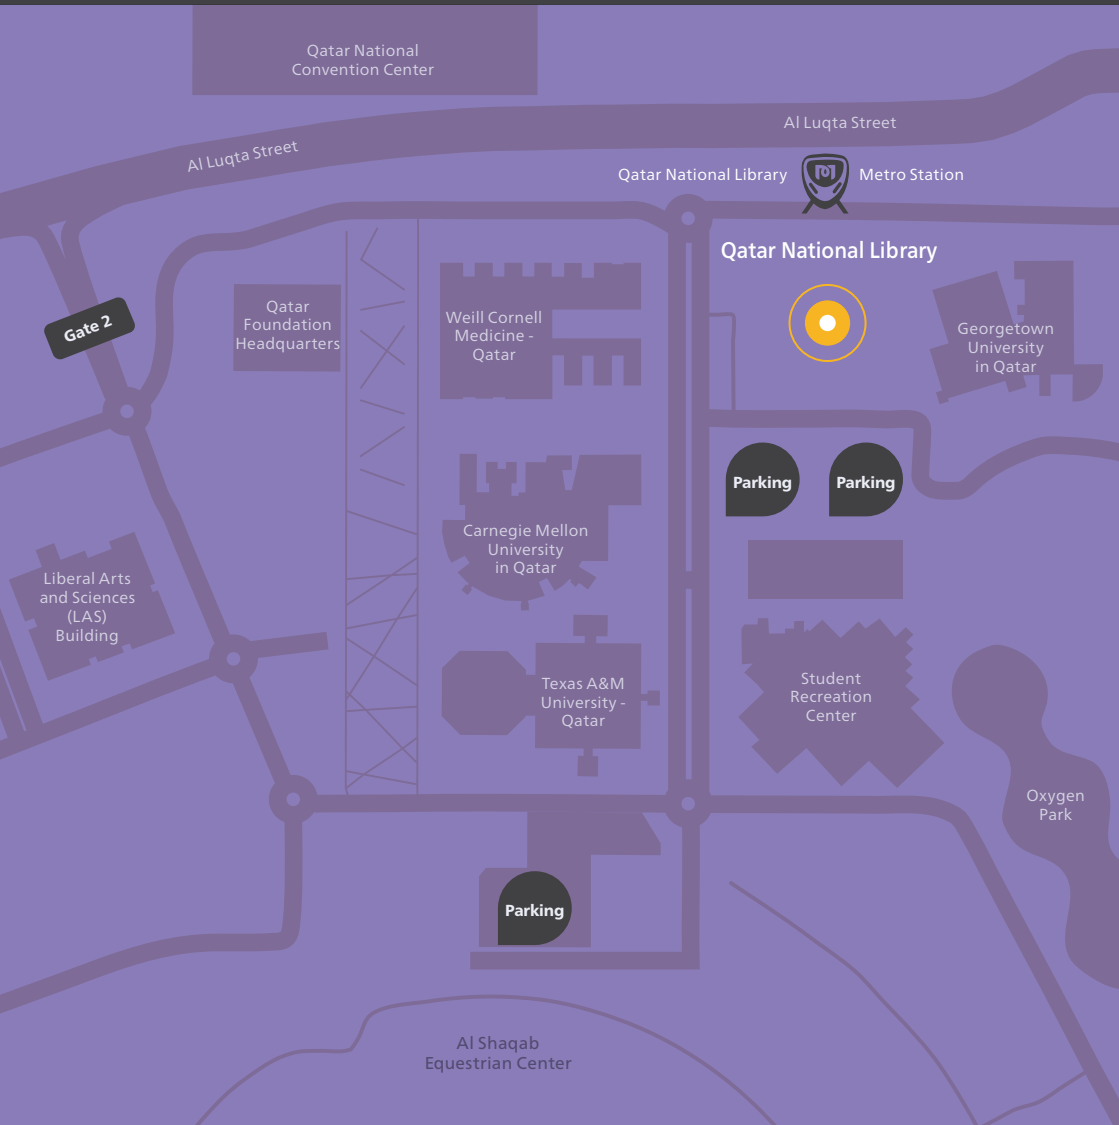 Qatar National
Convention Center
Al Luqta Street
Al Luqta Street
Qatar National Library
Metro Station
Qatar National Library
Gate 2
Qatar
Foundation
Headquarters
Weill Cornell
Medicine -
Qatar
Georgetown
University
in Qatar
Parking
Parking
Carnegie Mellon
University
in Qatar
Liberal Arts
and Sciences
(LAS)
Building
Texas A&M
University -
Qatar
Student
Recreation
Center
Oxygen
Park
Parking
Al Shaqab
Equestrian Center